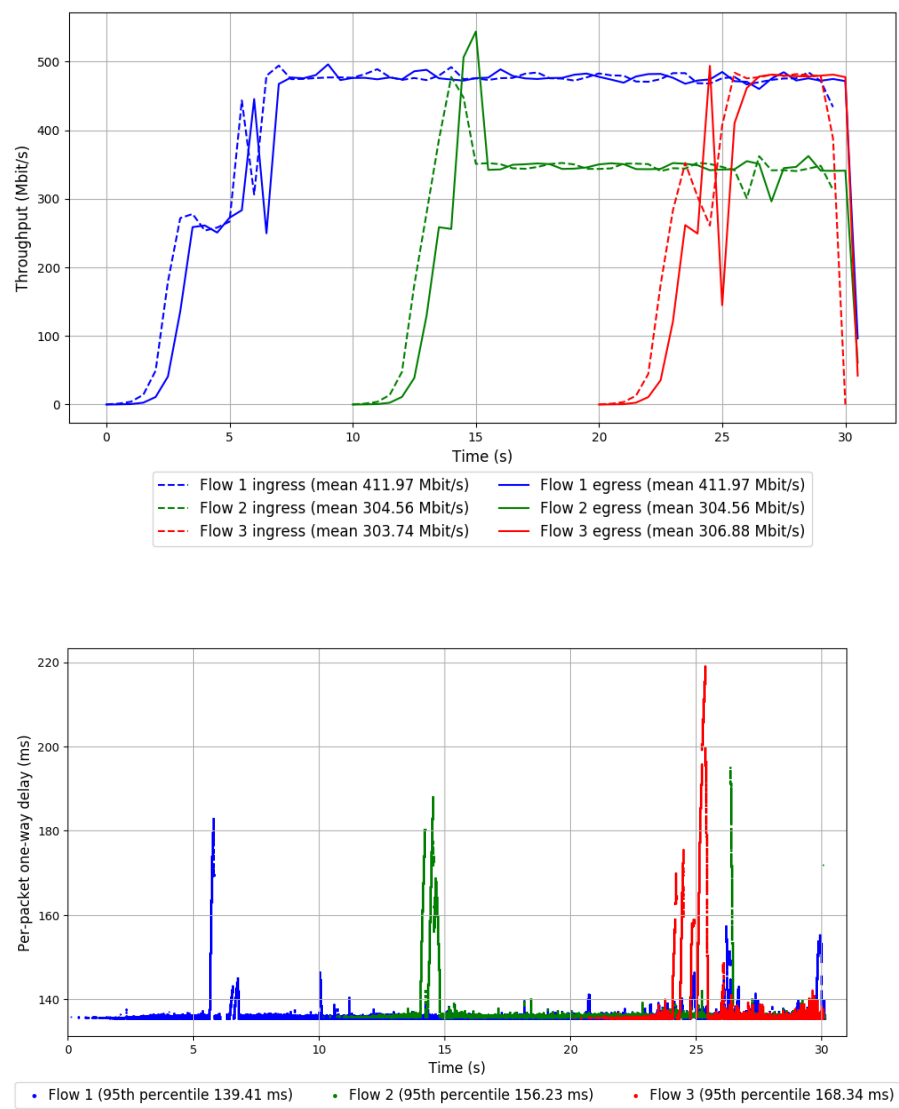 500
400
300
200
100
0
Throughput (Mbit/s)
0 5 10 15 20 25 30
Time (s)
Flow 1 ingress (mean 411.97 Mbit/s) Flow 1 egress (mean 411.97 Mbit/s)
Flow 2 ingress (mean 304.56 Mbit/s) Flow 2 egress (mean 304.56 Mbit/s)
Flow 3 ingress (mean 303.74 Mbit/s) Flow 3 egress (mean 306.88 Mbit/s)
220
200
180
160
140
Per-packet one-way delay (ms)
0 5 10 15 20 25 30
Time (s)
Flow 1 (95th percentile 139.41 ms) Flow 2 (95th percentile 156.23 ms) Flow 3 (95th percentile 168.34 ms)